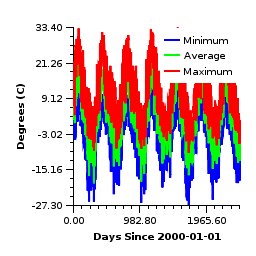 33.40
21.26
9.12
-3.02
-15.16
-27.30
Degrees (C)
Minimum
Average
Maximum
0.00
982.80
1965.60
Days Since 2000-01-01